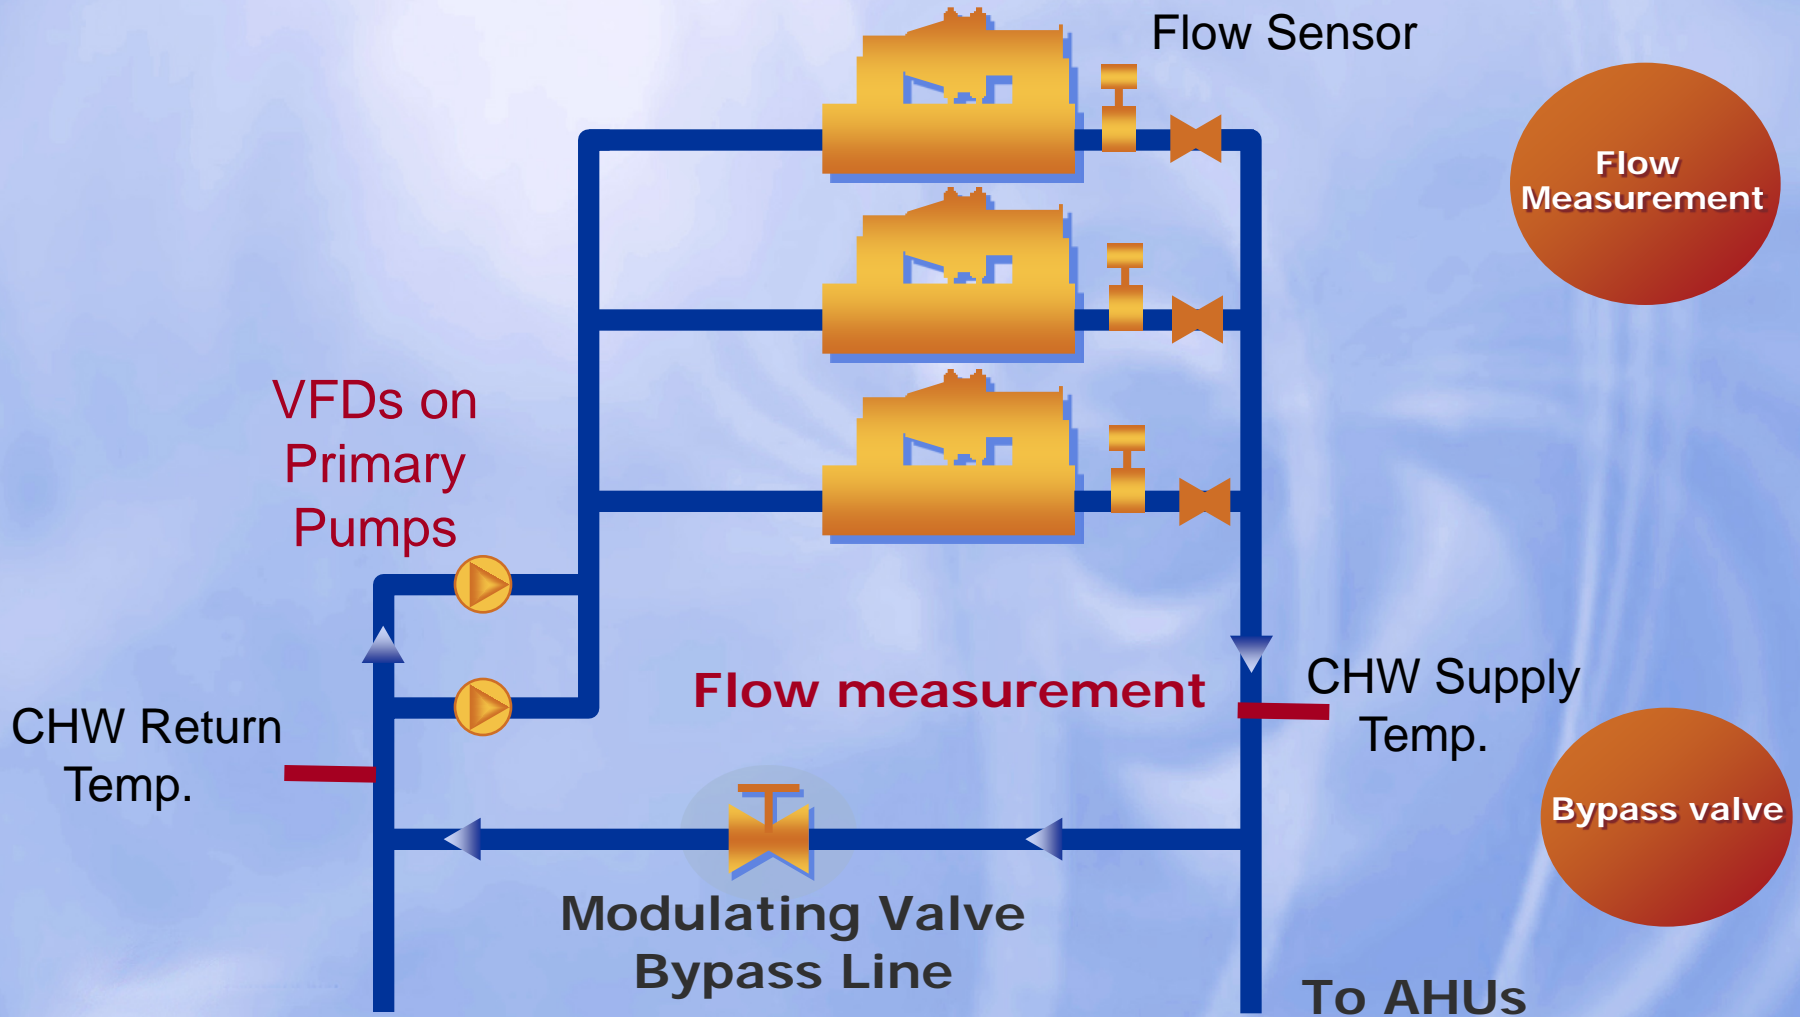 Flow Sensor
Flow
Measurement
VFDs on
Primary
Pumps
Flow measurement
CHW Supply
Temp.
CHW Return
Temp.
Bypass valve
Modulating Valve
Bypass Line
To AHUs